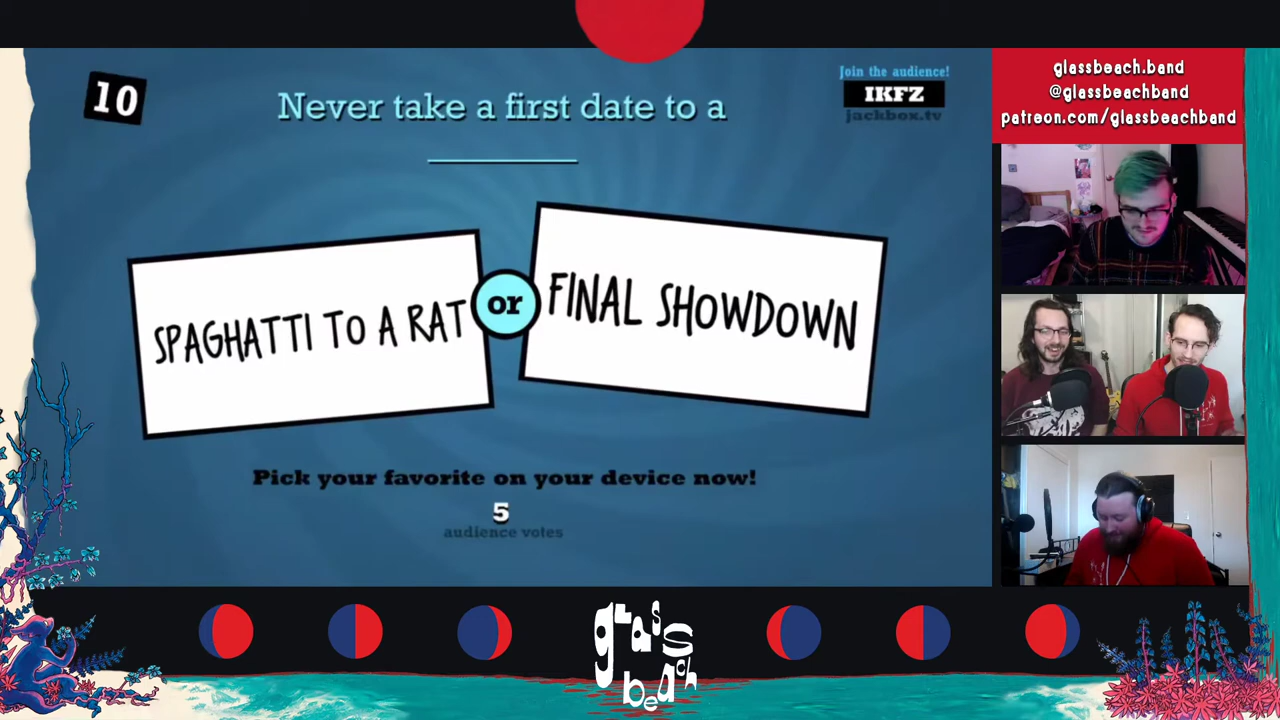 10
Never take a first date to a
Join the audience!
IKFZ
jackbox.tv
SPAGHATTI TO A RAT
or
FINAL SHOWDOWN
Pick your favorite on your device now!
5
audience votes
glassbeach.band
@glassbeachband
patreon.com/glassbeachband
glass
beach